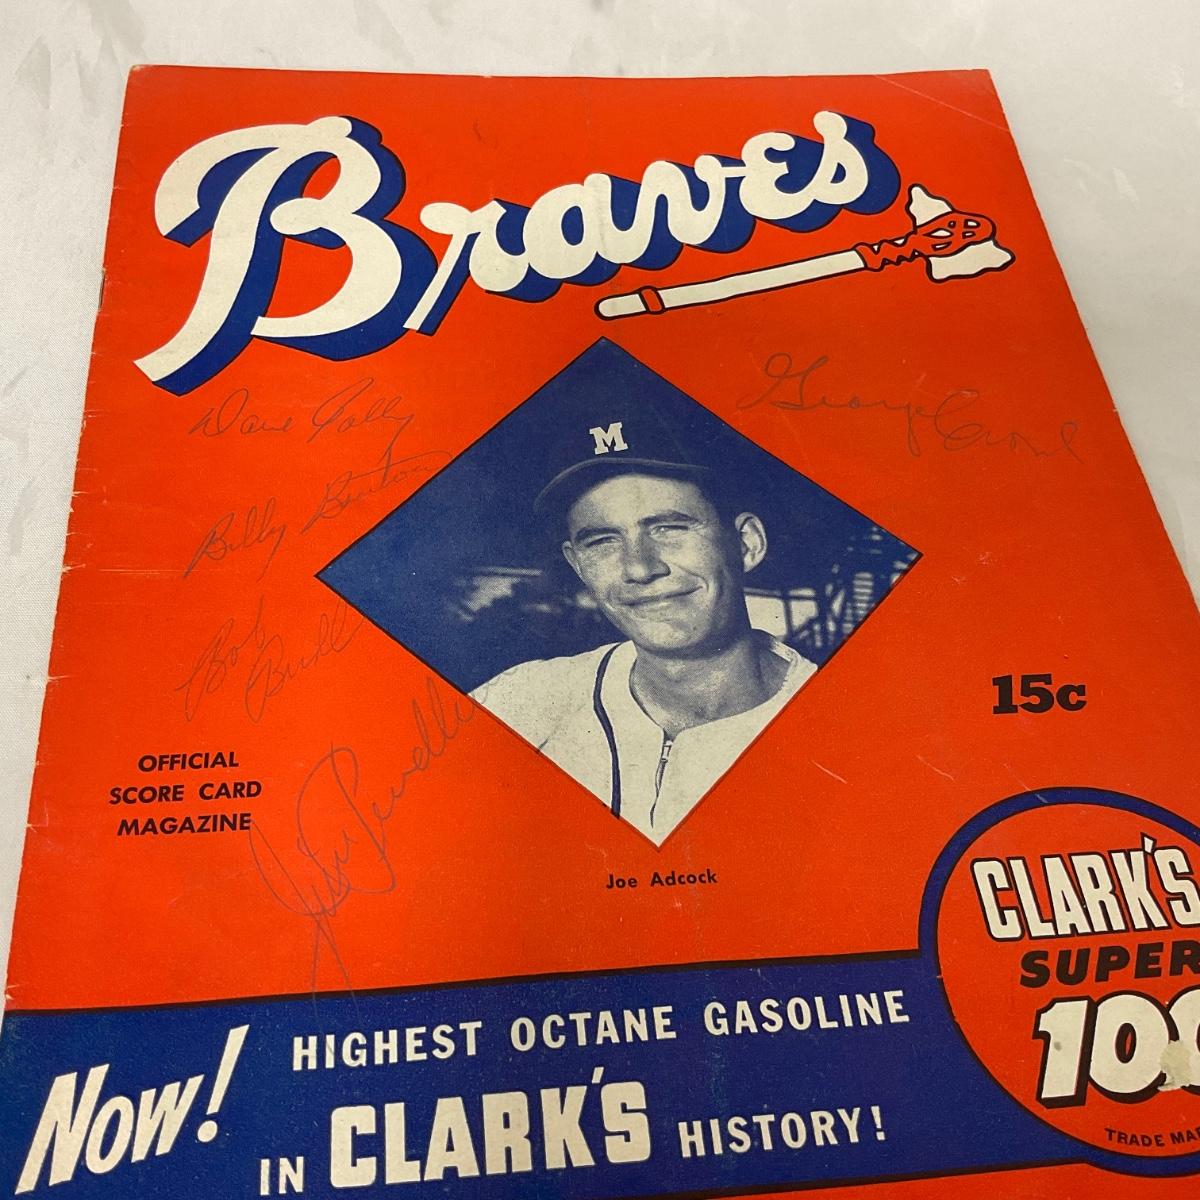 Braves
Dave Jolly
George Crowe
M
Billy Bruton
Bob Buhl
15c
OFFICIAL
SCORE CARD
MAGAZINE
Joe Adcock
CLARK'S
SUPER
100
TRADE MAR
Now!
HIGHEST OCTANE GASOLINE
IN CLARK'S HISTORY!